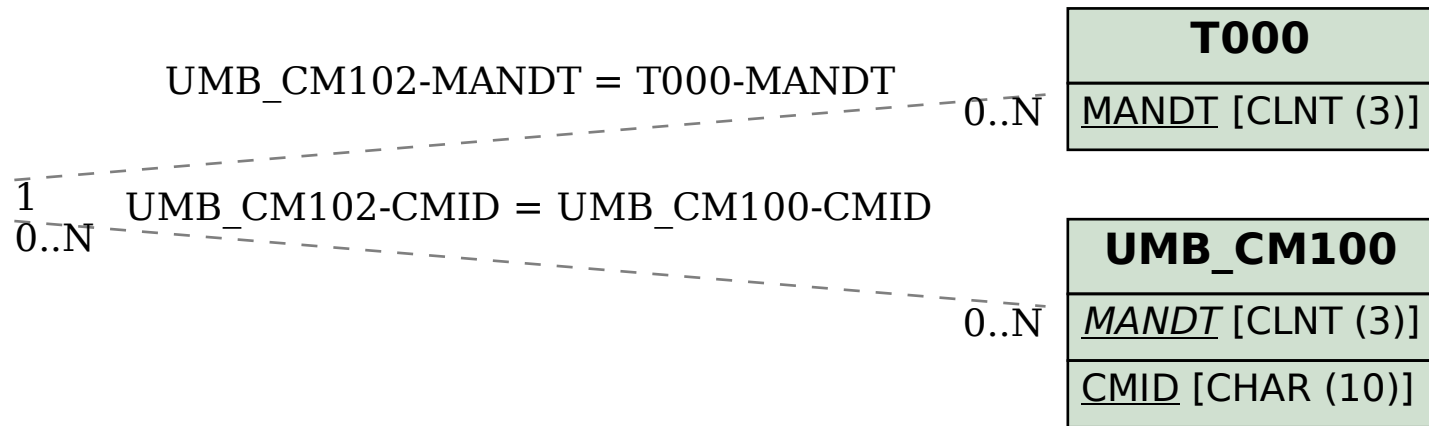 T000
UMB_CM102-MANDT = T000-MANDT
0..N
MANDT [CLNT (3)]
1
UMB_CM102-CMID = UMB_CM100-CMID
0..N
UMB_CM100
0..N
MANDT [CLNT (3)]
CMID [CHAR (10)]